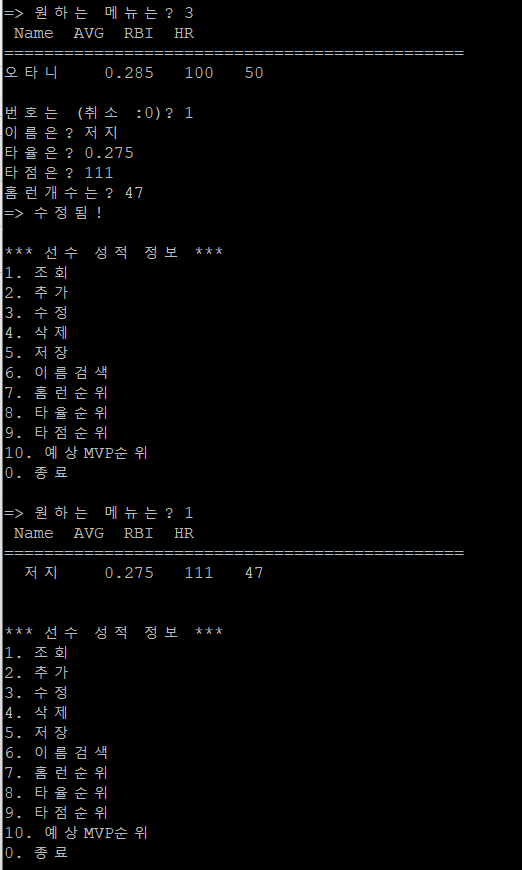 => 원하는 메뉴는? 3
Name AVG RBI HR
==============================================
오타니 0.285 100 50
번호는 (취소 :0)? 1
이름은? 저지
타율은? 0.275
타점은? 111
홈런개수는? 47
=> 수정됨!
*** 선수 성적 정보 ***
1. 조회
2. 추가
3. 수정
4. 삭제
5. 저장
6. 이름검색
7. 홈런순위
8. 타율순위
9. 타점순위
10. 예상MVP순위
0. 종료
=> 원하는 메뉴는? 1
Name AVG RBI HR
==============================================
저지 0.275 111 47
*** 선수 성적 정보 ***
1. 조회
2. 추가
3. 수정
4. 삭제
5. 저장
6. 이름검색
7. 홈런순위
8. 타율순위
9. 타점순위
10. 예상MVP순위
0. 종료